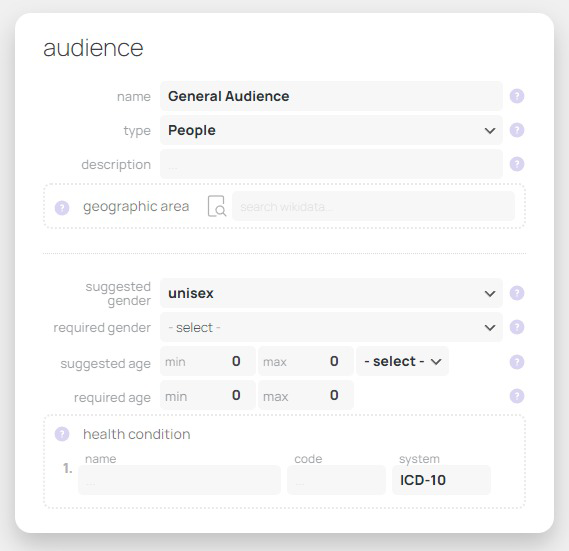 audience
name General Audience ?
type People ?
description ... ?
? geographic area search wikidata...
suggested gender unisex ?
required gender - select - ?
suggested age min 0 max 0 - select - ?
required age min 0 max 0 ?
? health condition
name code system
1. ... ... ICD-10